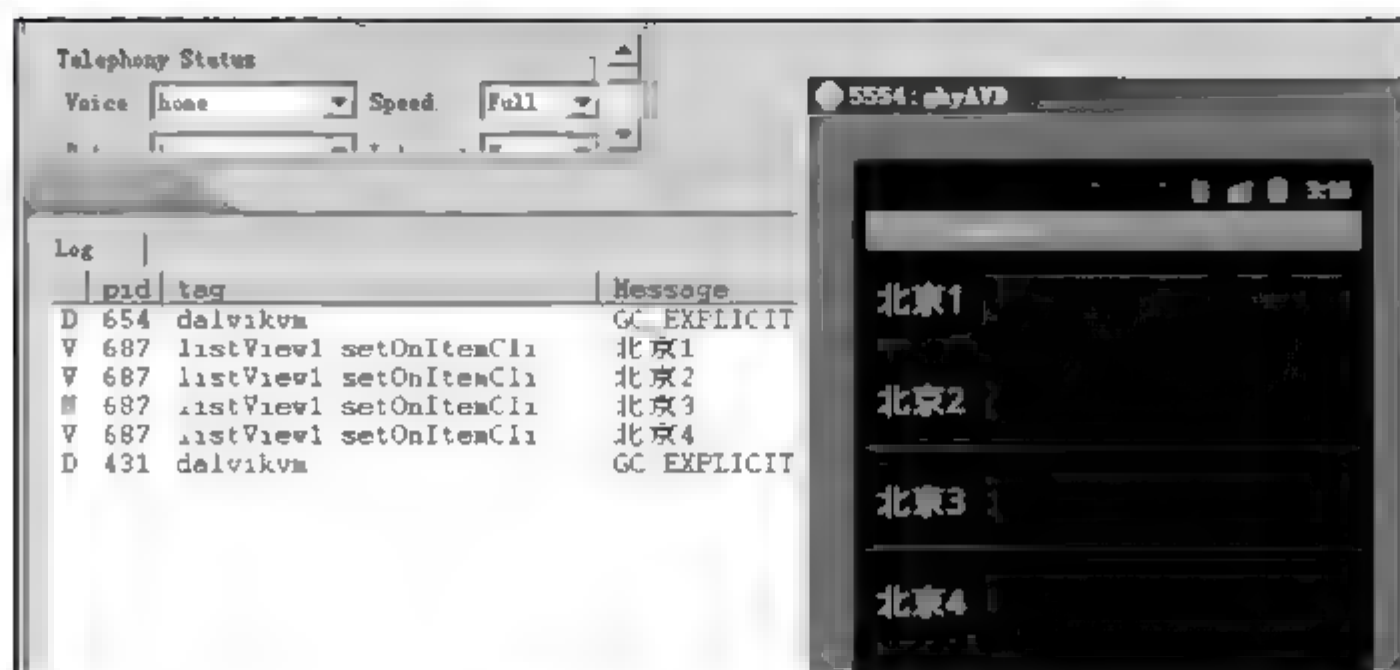 Telephony Status
Voice home Speed Full
Log
pid tag Message
D 654 dalvikvm GC EXPLICIT
V 687 listView1 setOnItemCli 北京1
V 687 listView1 setOnItemCli 北京2
687 listView1 setOnItemCli 北京3
V 687 listView1 setOnItemCli 北京4
D 431 dalvikvm GC EXPLICIT
5554:
北京1
北京2
北京3
北京4